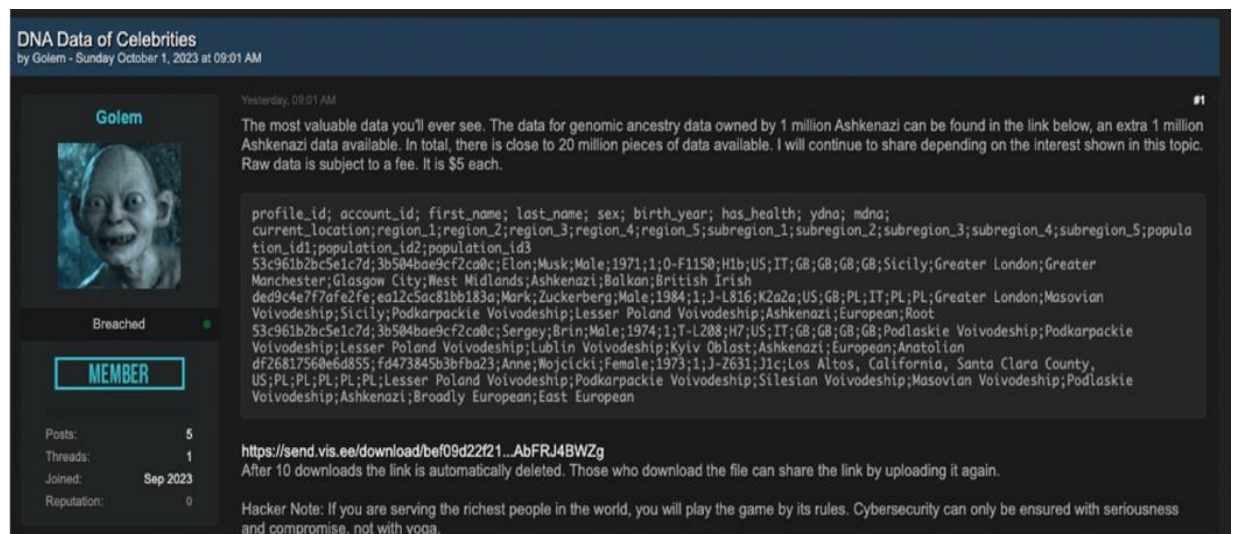 DNA Data of Celebrities
by Golem - Sunday October 1, 2023 at 09:01 AM
Golem
Breached
MEMBER
Posts: 5
Threads: 1
Joined: Sep 2023
Reputation: 0
Yesterday, 09:01 AM #1
The most valuable data you'll ever see. The data for genomic ancestry data owned by 1 million Ashkenazi can be found in the link below, an extra 1 million
Ashkenazi data available. In total, there is close to 20 million pieces of data available. I will continue to share depending on the interest shown in this topic.
Raw data is subject to a fee. It is $5 each.
profile_id; account_id; first_name; last_name; sex; birth_year; has_health; ydna; mdna;
current_location;region_1;region_2;region_3;region_4;region_5;subregion_1;subregion_2;subregion_3;subregion_4;subregion_5;popula
tion_id1;population_id2;population_id3
53c961b2bc5e1c7d;3b504bae9cf2ca0c;Elon;Musk;Male;1971;1;O-F1150;H1b;US;IT;GB;GB;GB;GB;Sicily;Greater London;Greater
Manchester;Glasgow City;West Midlands;Ashkenazi;Balkan;British Irish
ded9c4e7f7afe2fe;ea12c5ac81bb183a;Mark;Zuckerberg;Male;1984;1;J-L816;K2a2a;US;GB;PL;IT;PL;PL;Greater London;Masovian
Voivodeship;Sicily;Podkarpackie Voivodeship;Lesser Poland Voivodeship;Ashkenazi;European;Root
53c961b2bc5e1c7d;3b504bae9cf2ca0c;Sergey;Brin;Male;1974;1;T-L208;H7;US;IT;GB;GB;GB;GB;Podlaskie Voivodeship;Podkarpackie
Voivodeship;Lesser Poland Voivodeship;Lublin Voivodeship;Kyiv Oblast;Ashkenazi;European;Anatolian
df26817560e6d855;fd473845b3bfba23;Anne;Wojcicki;Female;1973;1;J-Z631;J1c;Los Altos, California, Santa Clara County,
US;PL;PL;PL;PL;PL;Lesser Poland Voivodeship;Podkarpackie Voivodeship;Silesian Voivodeship;Masovian Voivodeship;Podlaskie
Voivodeship;Ashkenazi;Broadly European;East European
https://send.vis.ee/download/bef09d22f21...AbFRJ4BWZg
After 10 downloads the link is automatically deleted. Those who download the file can share the link by uploading it again.
Hacker Note: If you are serving the richest people in the world, you will play the game by its rules. Cybersecurity can only be ensured with seriousness
and compromise, not with yoga.